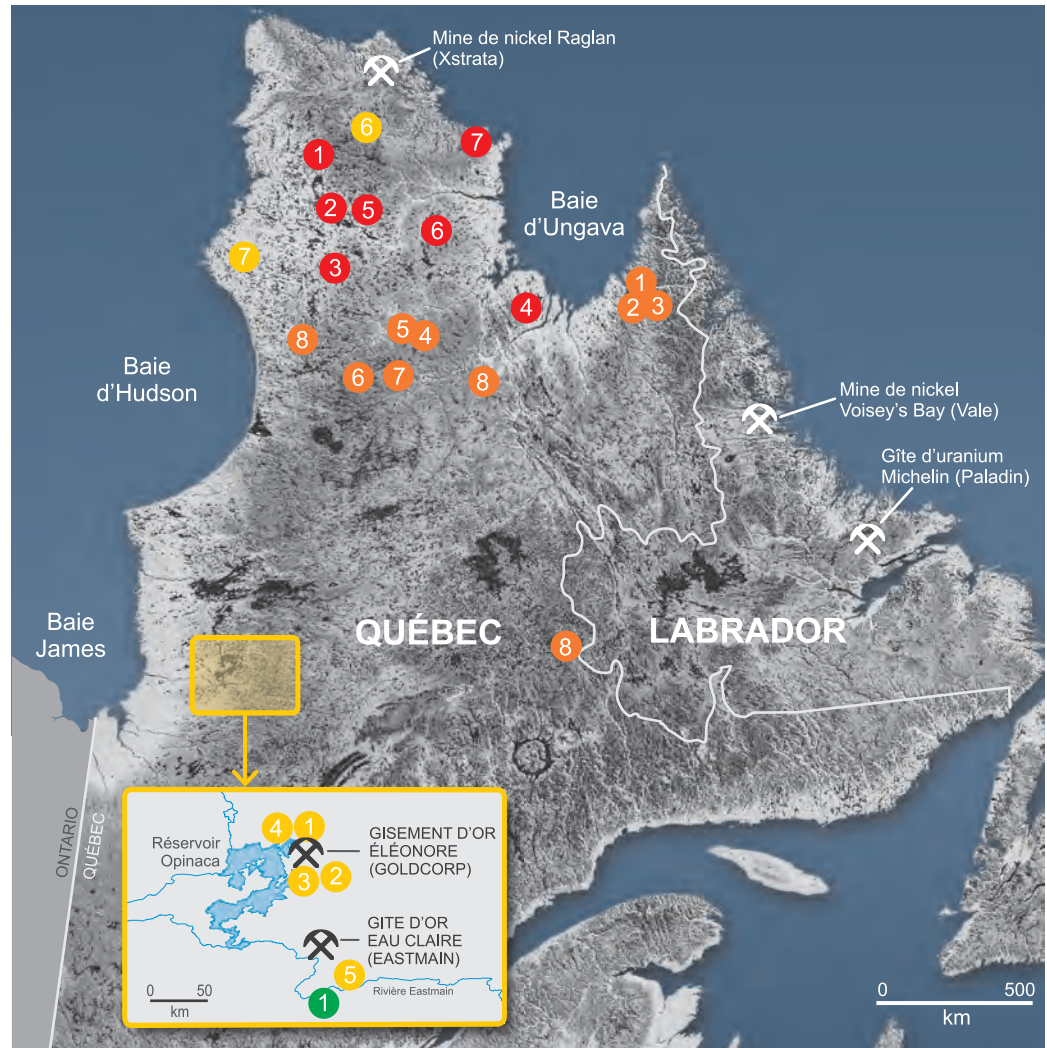 Mine de nickel Raglan
(Xstrata)
6
7
1
2
5
6
Baie
d'Ungava
7
3
1
2
3
4
5
4
8
6
7
8
Baie
d'Hudson
Mine de nickel
Voisey's Bay (Vale)
Gîte d'uranium
Michelin (Paladin)
Baie
James
QUÉBEC
LABRADOR
8
ONTARIO
QUÉBEC
4
1
Réservoir
Opinaca
GISEMENT D'OR
ÉLÉONORE
(GOLDCORP)
3
2
GITE D'OR
EAU CLAIRE
(EASTMAIN)
5
1
Rivière Eastmain
0 50
km
0 500
km